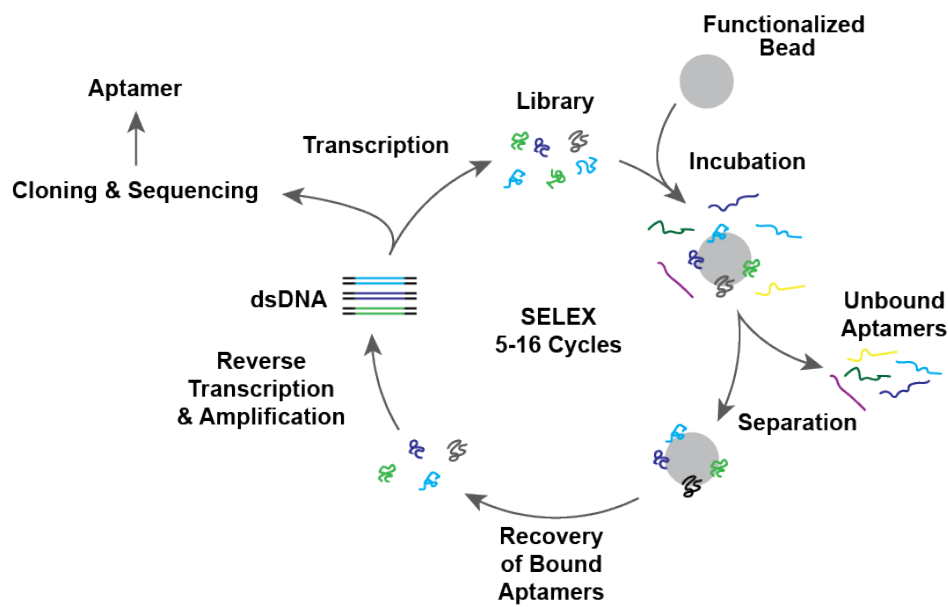 Functionalized
Bead
Aptamer
Library
Transcription
Incubation
Cloning & Sequencing
dsDNA
SELEX
5-16 Cycles
Unbound
Aptamers
Reverse
Transcription
& Amplification
Separation
Recovery
of Bound
Aptamers